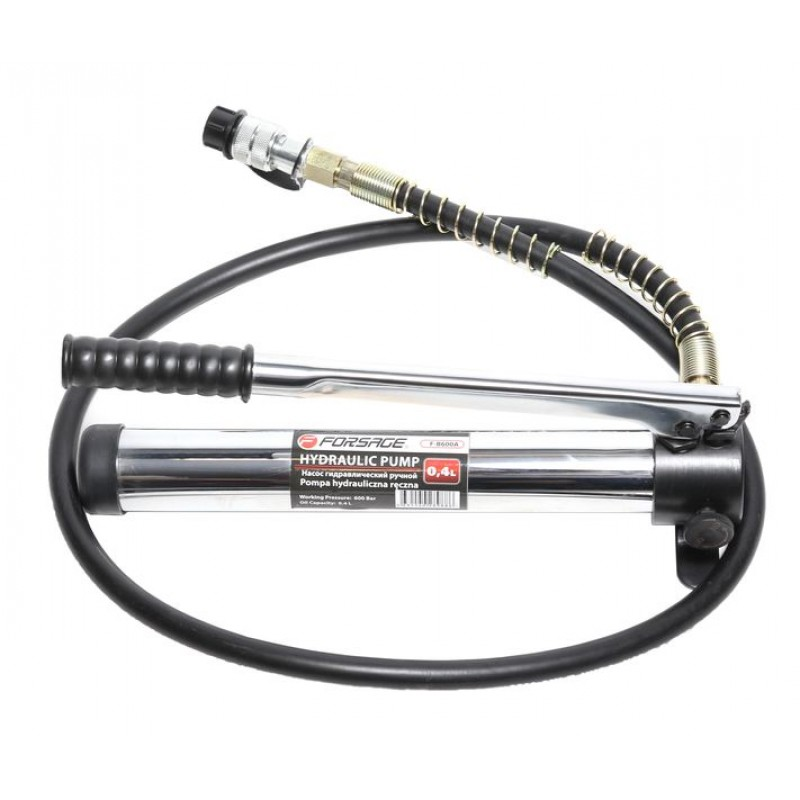 FORSAGE F-B600A
HYDRAULIC PUMP 0,4L
Насос гидравлический ручной
Pompa hydrauliczna ręczna
Working Pressure: 600 Bar
Oil Capacity: 0.4 L